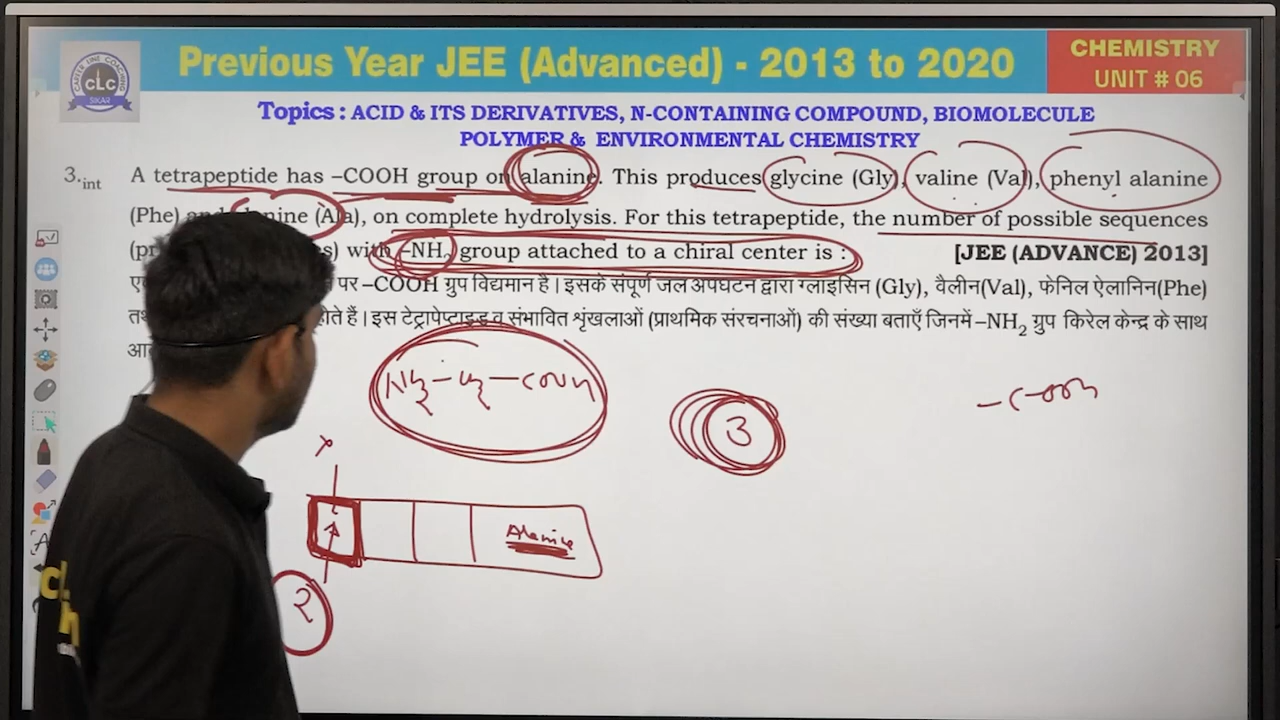 CAREER LINE COACHING
CLC
SIKAR
Previous Year JEE (Advanced) - 2013 to 2020
CHEMISTRY
UNIT # 06
Topics : ACID & ITS DERIVATIVES, N-CONTAINING COMPOUND, BIOMOLECULE
POLYMER & ENVIRONMENTAL CHEMISTRY
3.int A tetrapeptide has –COOH group on alanine. This produces glycine (Gly), valine (Val), phenyl alanine
(Phe) and alanine (Ala), on complete hydrolysis. For this tetrapeptide, the number of possible sequences
with –NH2 group attached to a chiral center is : [JEE (ADVANCE) 2013]
पर –COOH ग्रुप विद्यमान है। इसके संपूर्ण जल अपघटन द्वारा ग्लाइसिन (Gly), वैलीन(Val), फेनिल ऐलानिन(Phe)
होते हैं। इस टेट्रापेप्टाइड व संभावित शृंखलाओं (प्राथमिक संरचनाओं) की संख्या बताएँ जिनमें –NH2 ग्रुप किरेल केन्द्र के साथ
NH2–CH2–COOH
3
–COOH
Alanine
2